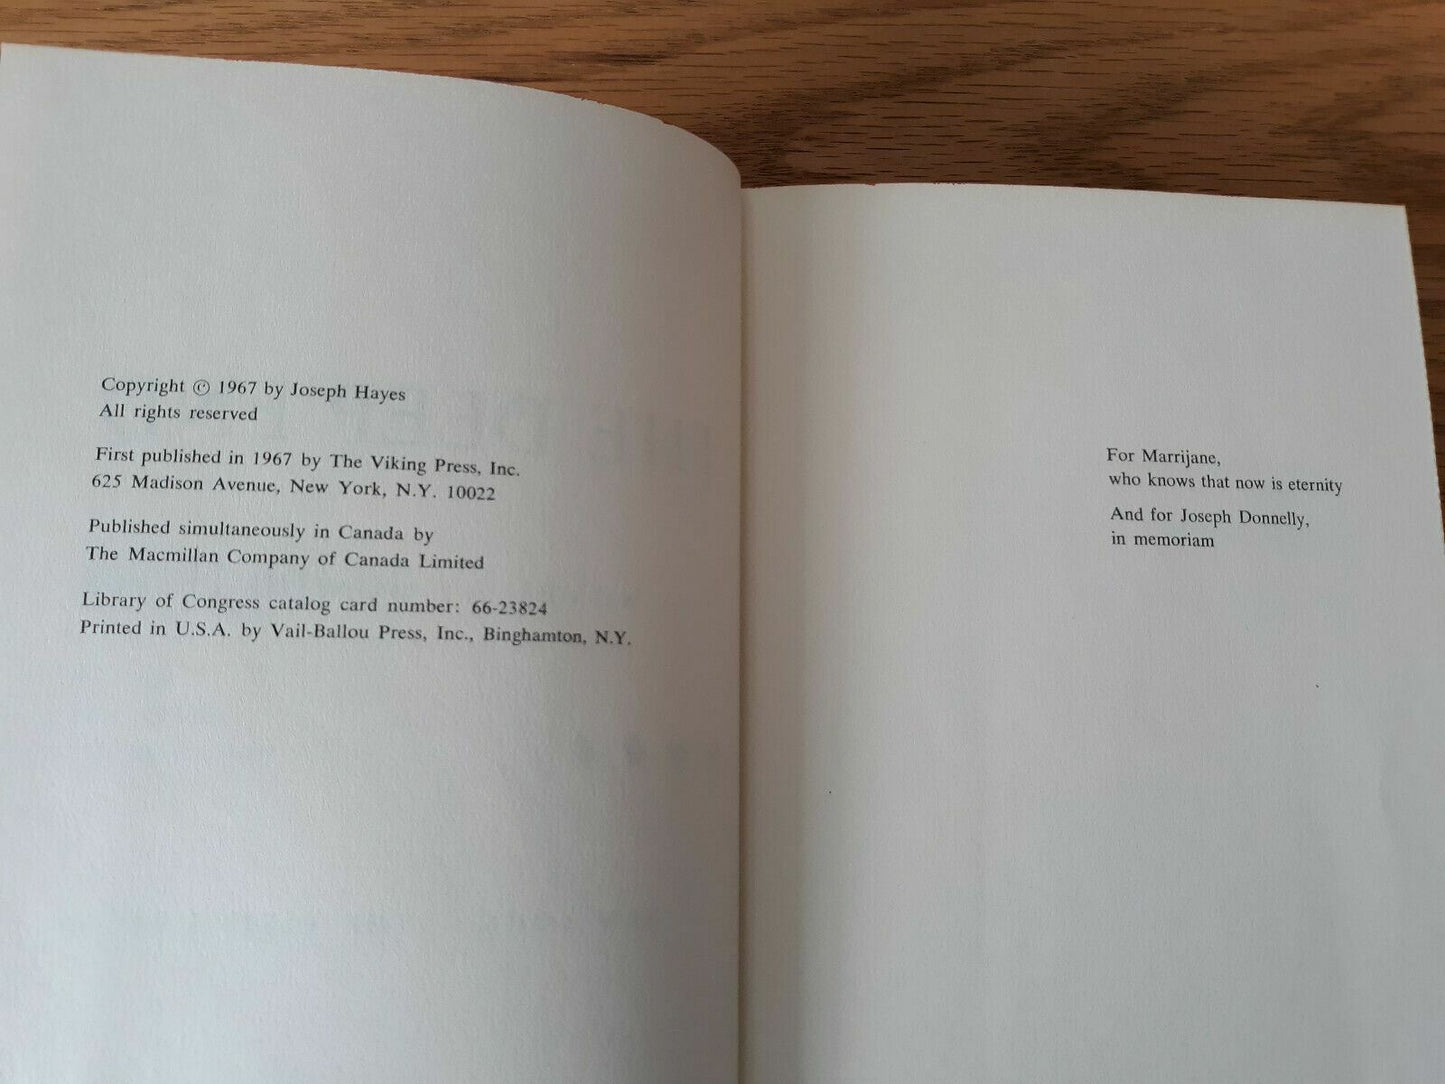 Copyright © 1967 by Joseph Hayes
All rights reserved
First published in 1967 by The Viking Press, Inc.
625 Madison Avenue, New York, N.Y. 10022
Published simultaneously in Canada by
The Macmillan Company of Canada Limited
Library of Congress catalog card number: 66-23824
Printed in U.S.A. by Vail-Ballou Press, Inc., Binghamton, N.Y.
For Marrijane,
who knows that now is eternity
And for Joseph Donnelly,
in memoriam